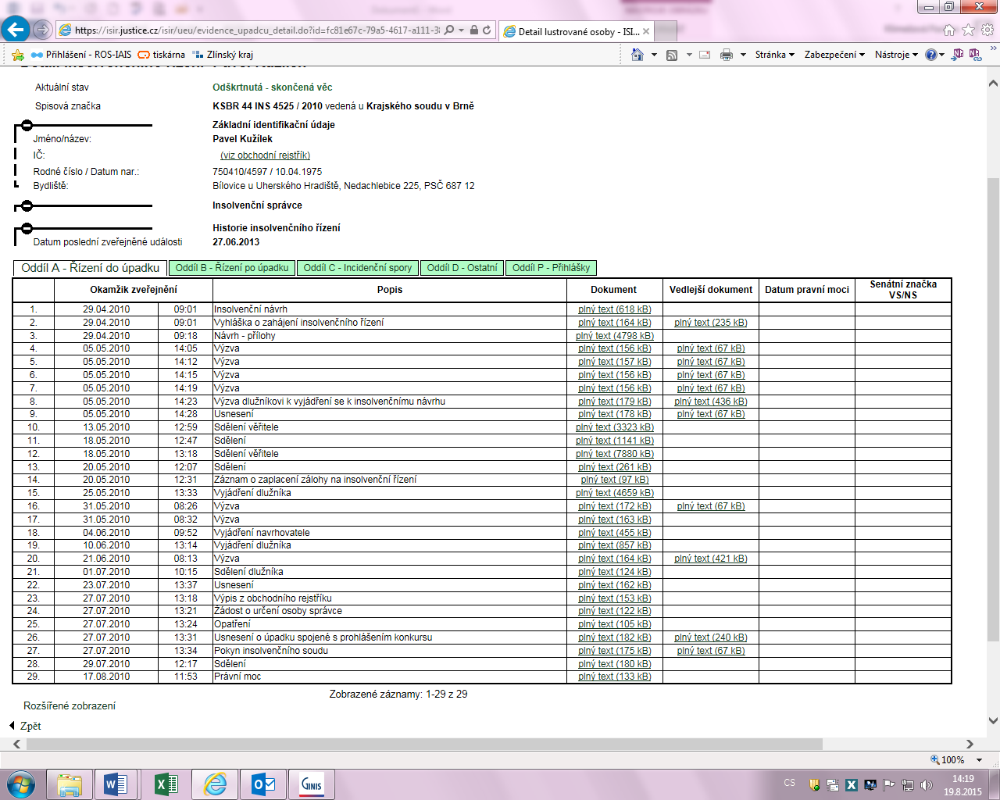 https://isir.justice.cz/isir/ueu/evidence_upadcu_detail.do?id=fc81e67c-79a5-4617-a111-3
Detail lustrované osoby - ISI...
Přihlášení - ROS-IAIS
tiskárna
Zlínský kraj
Stránka
Zabezpečení
Nástroje
Aktuální stav Odškrtnutá - skončená věc
Spisová značka KSBR 44 INS 4525 / 2010 vedená u Krajského soudu v Brně
Základní identifikační údaje
Jméno/název: Pavel Kužílek
IČ: (viz obchodní rejstřík)
Rodné číslo / Datum nar.: 750410/4597 / 10.04.1975
Bydliště: Bílovice u Uherského Hradiště, Nedachlebice 225, PSČ 687 12
Insolvenční správce
Historie insolvenčního řízení
Datum poslední zveřejněné události 27.06.2013
Oddíl A - Řízení do úpadku Oddíl B - Řízení po úpadku Oddíl C - Incidenční spory Oddíl D - Ostatní Oddíl P - Přihlášky
Okamžik zveřejnění Popis Dokument Vedlejší dokument Datum pravní moci Senátní značka VS/NS
1. 29.04.2010 09:01 Insolvenční návrh plný text (618 kB)
2. 29.04.2010 09:01 Vyhláška o zahájení insolvenčního řízení plný text (164 kB) plný text (235 kB)
3. 29.04.2010 09:18 Návrh - přílohy plný text (4798 kB)
4. 05.05.2010 14:05 Výzva plný text (156 kB) plný text (67 kB)
5. 05.05.2010 14:12 Výzva plný text (157 kB) plný text (67 kB)
6. 05.05.2010 14:15 Výzva plný text (156 kB) plný text (67 kB)
7. 05.05.2010 14:19 Výzva plný text (156 kB) plný text (67 kB)
8. 05.05.2010 14:23 Výzva dlužníkovi k vyjádření se k insolvenčnímu návrhu plný text (179 kB) plný text (436 kB)
9. 05.05.2010 14:28 Usnesení plný text (178 kB) plný text (67 kB)
10. 13.05.2010 12:59 Sdělení věřitele plný text (3323 kB)
11. 18.05.2010 12:47 Sdělení plný text (1141 kB)
12. 18.05.2010 13:18 Sdělení věřitele plný text (7880 kB)
13. 20.05.2010 12:07 Sdělení plný text (261 kB)
14. 20.05.2010 12:31 Záznam o zaplacení zálohy na insolvenční řízení plný text (97 kB)
15. 25.05.2010 13:33 Vyjádření dlužníka plný text (4659 kB)
16. 31.05.2010 08:26 Výzva plný text (172 kB) plný text (67 kB)
17. 31.05.2010 08:32 Výzva plný text (163 kB)
18. 04.06.2010 09:52 Vyjádření navrhovatele plný text (455 kB)
19. 10.06.2010 13:14 Vyjádření dlužníka plný text (857 kB)
20. 21.06.2010 08:13 Výzva plný text (164 kB) plný text (421 kB)
21. 01.07.2010 10:15 Sdělení dlužníka plný text (124 kB)
22. 23.07.2010 13:37 Usnesení plný text (162 kB)
23. 27.07.2010 13:18 Výpis z obchodního rejstříku plný text (153 kB)
24. 27.07.2010 13:21 Žádost o určení osoby správce plný text (122 kB)
25. 27.07.2010 13:24 Opatření plný text (105 kB)
26. 27.07.2010 13:31 Usnesení o úpadku spojené s prohlášením konkursu plný text (182 kB) plný text (240 kB)
27. 27.07.2010 13:34 Pokyn insolvenčního soudu plný text (175 kB) plný text (67 kB)
28. 29.07.2010 12:17 Sdělení plný text (180 kB)
29. 17.08.2010 11:53 Právní moc plný text (133 kB)
Zobrazené záznamy: 1-29 z 29
Rozšířené zobrazení
Zpět
100%
GINIS
CS
14:19
19.8.2015